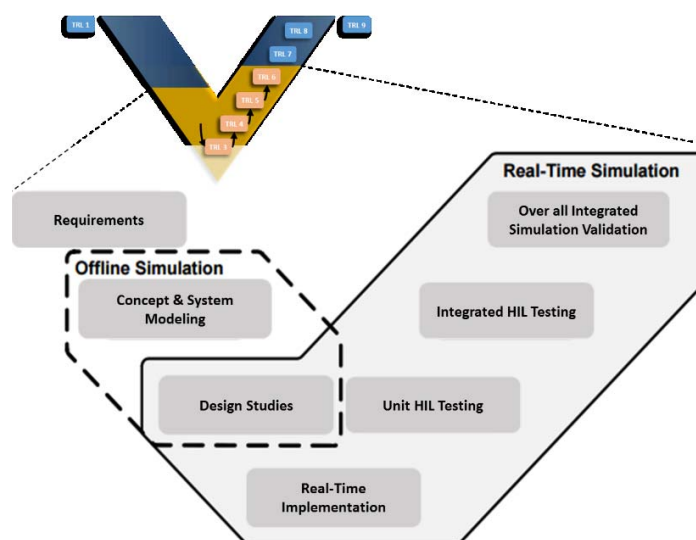 TRL 1
TRL 8
TRL 9
TRL 7
TRL 6
TRL 5
TRL 4
TRL 3
Real-Time Simulation
Requirements
Over all Integrated
Simulation Validation
Offline Simulation
Concept & System
Modeling
Integrated HIL Testing
Design Studies
Unit HIL Testing
Real-Time
Implementation